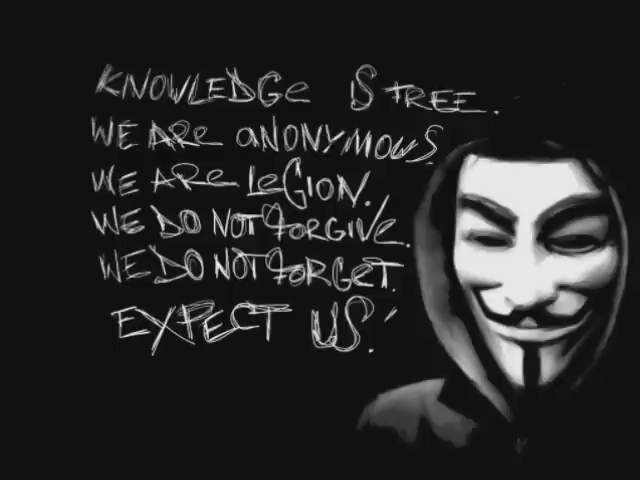 KNOWLEDGe IS FREE.
WE ARe aNONYMOUS
WE ARe LeGION.
WE DO NOT FORGIVE.
WE DO NOT FORGeT.
EXPECT US!